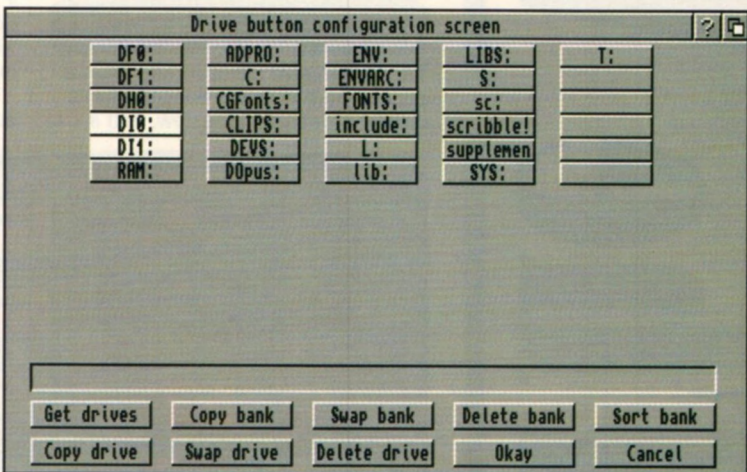 Drive button configuration screen ?
DF0: ADPRO: ENV: LIBS: T:
DF1: C: ENVARC: S:
DH0: CGFonts: FONTS: sc:
DI0: CLIPS: include: scribble!
DI1: DEVS: L: supplemen
RAM: DOpus: lib: SYS:
Get drives Copy bank Swap bank Delete bank Sort bank
Copy drive Swap drive Delete drive Okay Cancel